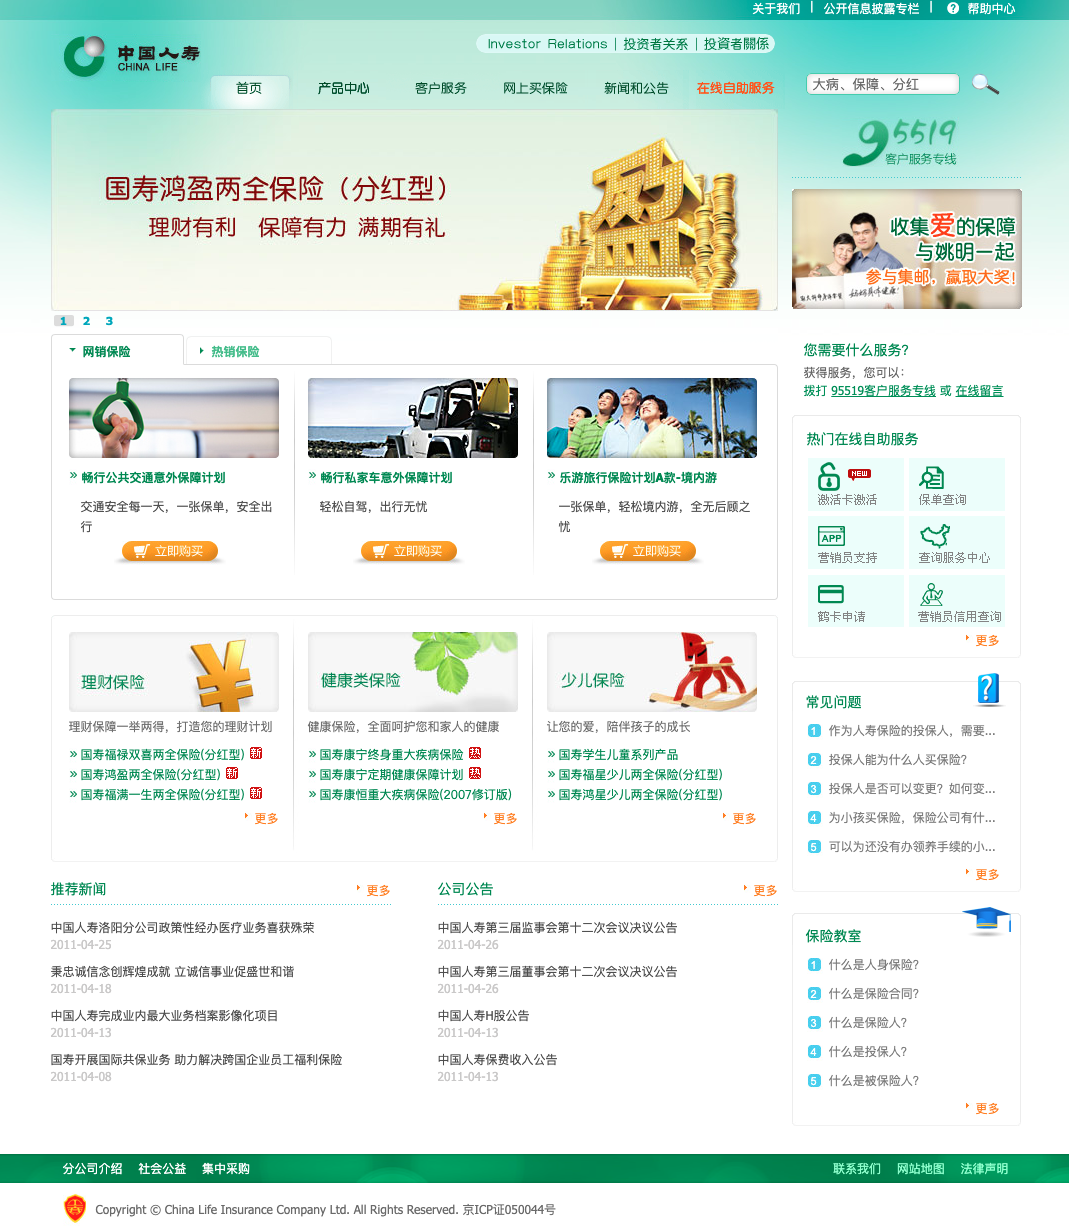 关于我们 | 公开信息披露专栏 | ? 帮助中心
中国人寿
CHINA LIFE
Investor Relations | 投资者关系 | 投資者關係
首页 产品中心 客户服务 网上买保险 新闻和公告 在线自助服务
大病、保障、分红
95519
客户服务专线
国寿鸿盈两全保险（分红型）
理财有利 保障有力 满期有礼
收集爱的保障
与姚明一起
参与集邮，赢取大奖!
1 2 3
网销保险 热销保险
畅行公共交通意外保障计划
交通安全每一天，一张保单，安全出
行
立即购买
畅行私家车意外保障计划
轻松自驾，出行无忧
立即购买
乐游旅行保险计划A款-境内游
一张保单，轻松境内游，全无后顾之
忧
立即购买
您需要什么服务？
获得服务，您可以：
拨打 95519客户服务专线 或 在线留言
热门在线自助服务
NEW
激活卡激活
保单查询
APP
营销员支持
查询服务中心
鹤卡申请
营销员信用查询
更多
理财保险
理财保障一举两得，打造您的理财计划
国寿福禄双喜两全保险(分红型) 新
国寿鸿盈两全保险(分红型) 新
国寿福满一生两全保险(分红型) 新
更多
健康类保险
健康保险，全面呵护您和家人的健康
国寿康宁终身重大疾病保险 热
国寿康宁定期健康保障计划 热
国寿康恒重大疾病保险(2007修订版)
更多
少儿保险
让您的爱，陪伴孩子的成长
国寿学生儿童系列产品
国寿福星少儿两全保险(分红型)
国寿鸿星少儿两全保险(分红型)
更多
常见问题
1 作为人寿保险的投保人，需要...
2 投保人能为什么人买保险？
3 投保人是否可以变更？如何变...
4 为小孩买保险，保险公司有什...
5 可以为还没有办领养手续的小...
更多
推荐新闻 更多
中国人寿洛阳分公司政策性经办医疗业务喜获殊荣
2011-04-25
秉忠诚信念创辉煌成就 立诚信事业促盛世和谐
2011-04-18
中国人寿完成业内最大业务档案影像化项目
2011-04-13
国寿开展国际共保业务 助力解决跨国企业员工福利保险
2011-04-08
公司公告 更多
中国人寿第三届监事会第十二次会议决议公告
2011-04-26
中国人寿第三届董事会第十二次会议决议公告
2011-04-26
中国人寿H股公告
2011-04-13
中国人寿保费收入公告
2011-04-13
保险教室
1 什么是人身保险？
2 什么是保险合同？
3 什么是保险人？
4 什么是投保人？
5 什么是被保险人？
更多
分公司介绍 社会公益 集中采购 联系我们 网站地图 法律声明
Copyright © China Life Insurance Company Ltd. All Rights Reserved. 京ICP证050044号